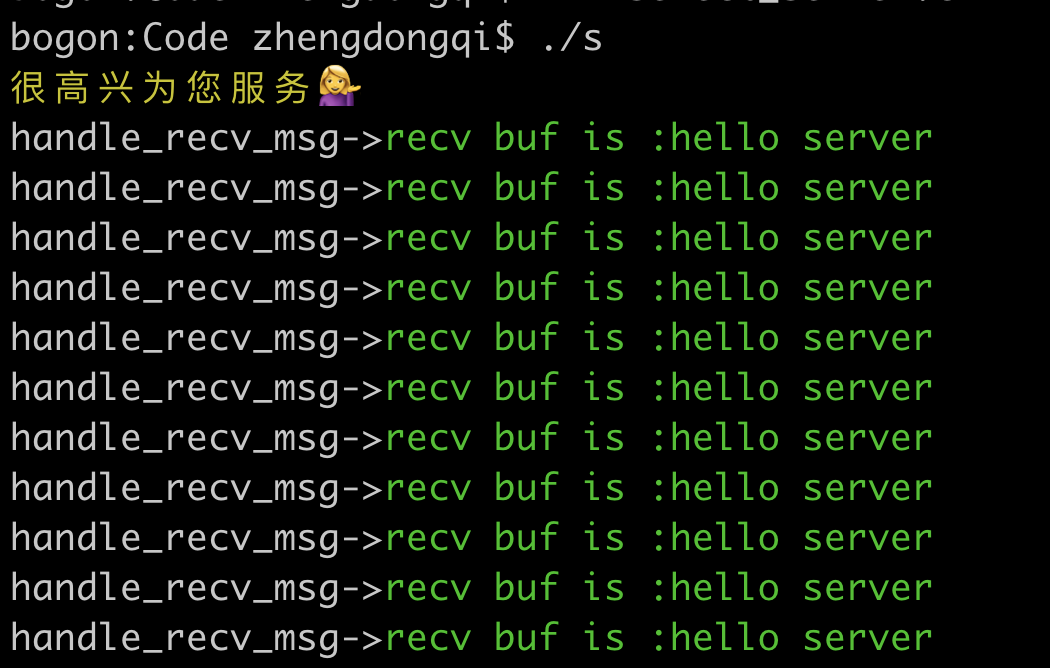 bogon:Code zhengdongqi$ ./s
很高兴为您服务💁‍♀️
handle_recv_msg->recv buf is :hello server
handle_recv_msg->recv buf is :hello server
handle_recv_msg->recv buf is :hello server
handle_recv_msg->recv buf is :hello server
handle_recv_msg->recv buf is :hello server
handle_recv_msg->recv buf is :hello server
handle_recv_msg->recv buf is :hello server
handle_recv_msg->recv buf is :hello server
handle_recv_msg->recv buf is :hello server
handle_recv_msg->recv buf is :hello server
handle_recv_msg->recv buf is :hello server